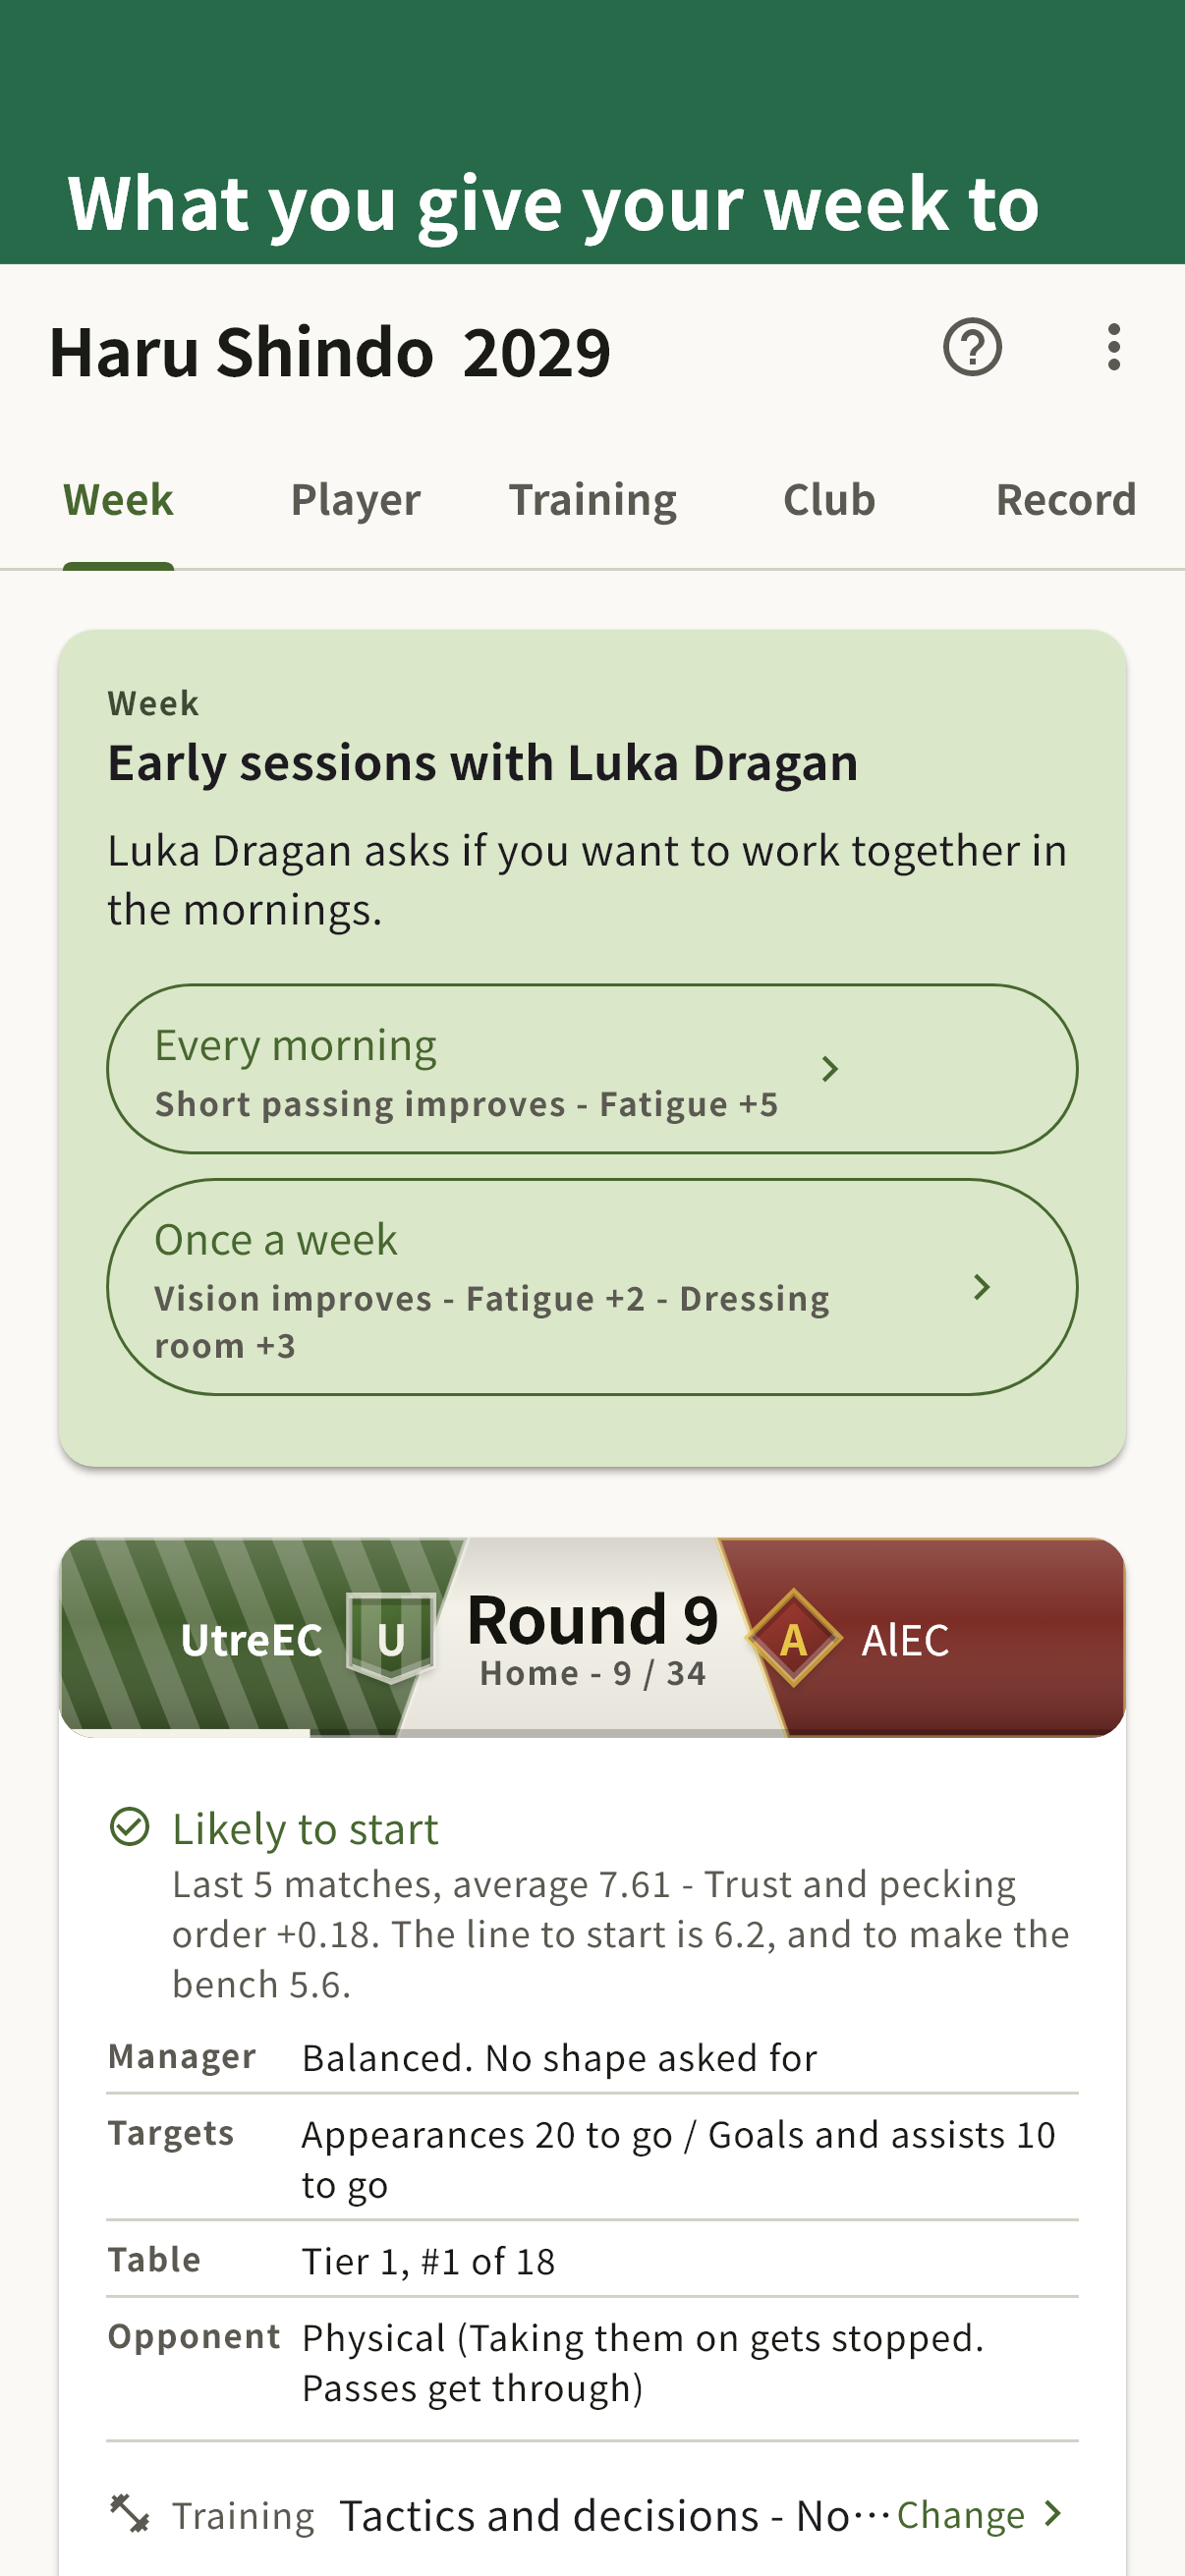 What you give your week to
Haru Shindo 2029
Week Player Training Club Record
Week
Early sessions with Luka Dragan
Luka Dragan asks if you want to work together in
the mornings.
Every morning
Short passing improves - Fatigue +5
Once a week
Vision improves - Fatigue +2 - Dressing
room +3
UtreEC U Round 9 A AlEC
Home - 9 / 34
Likely to start
Last 5 matches, average 7.61 - Trust and pecking
order +0.18. The line to start is 6.2, and to make the
bench 5.6.
Manager Balanced. No shape asked for
Targets Appearances 20 to go / Goals and assists 10
to go
Table Tier 1, #1 of 18
Opponent Physical (Taking them on gets stopped.
Passes get through)
Training Tactics and decisions - No… Change